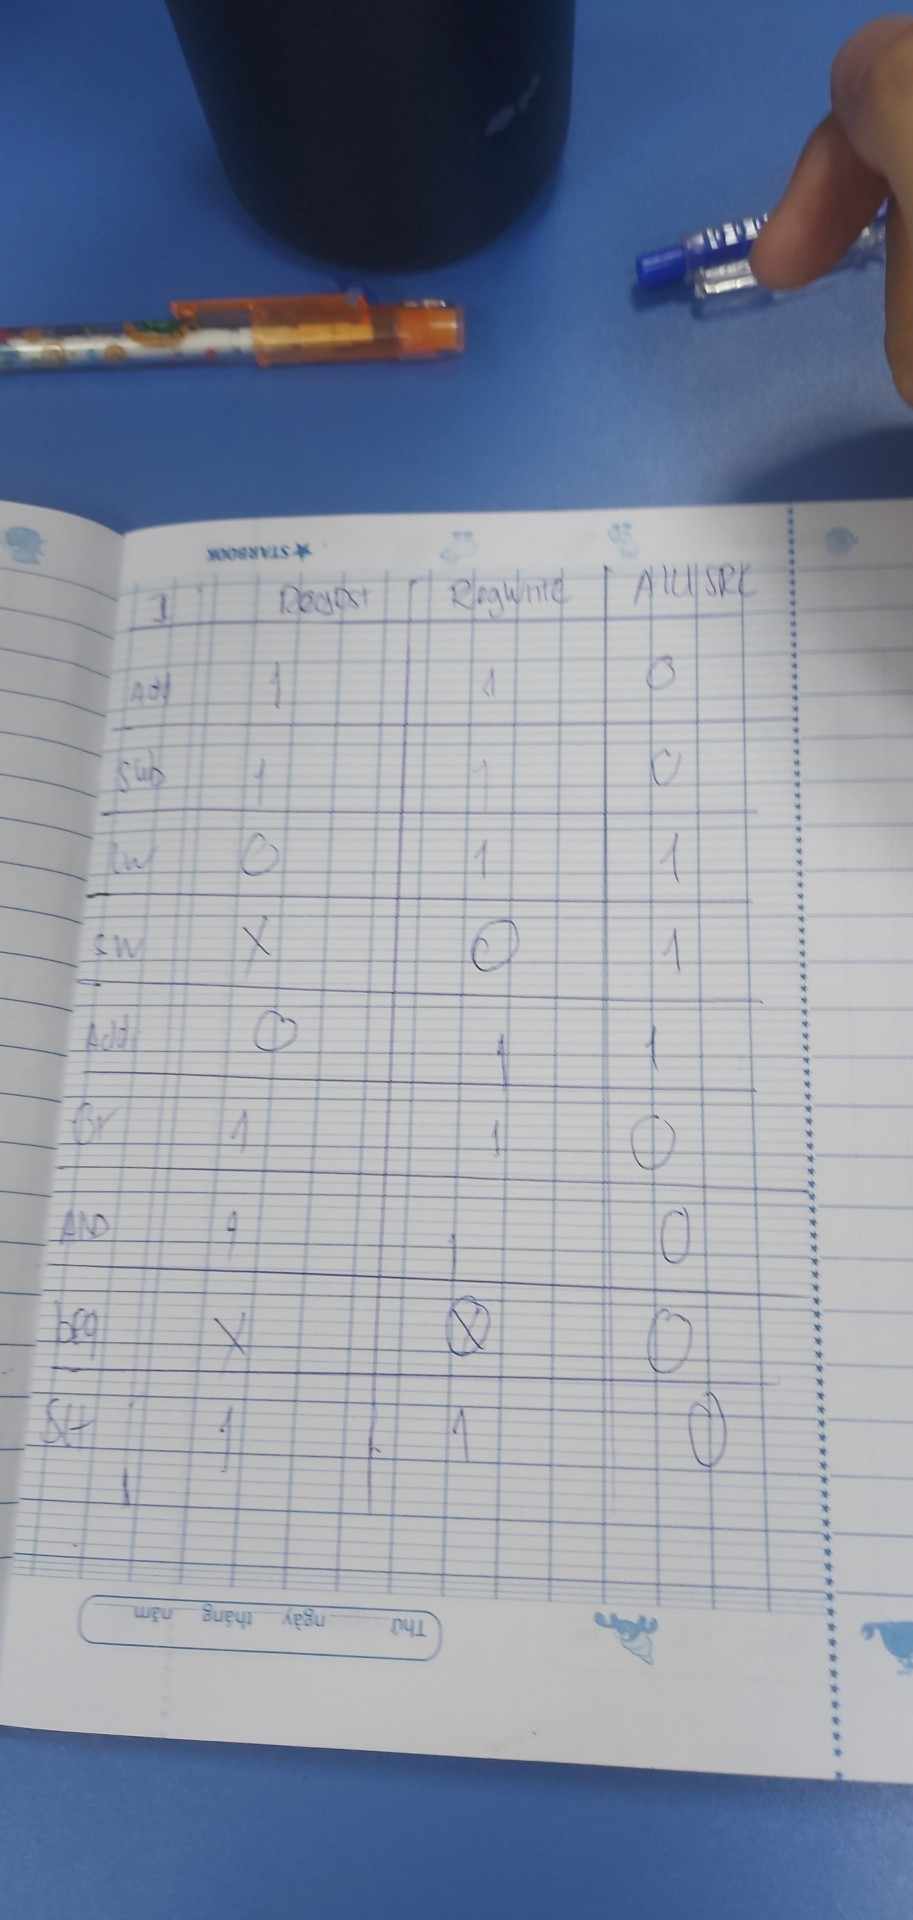 ★ STARBOOK
1 RegDst RegWrite ALUSRC
Add 1 1 0
Sub 1 1 0
LW 0 1 1
SW X 0 1
Addi 0 1 1
Or 1 1 0
AND 1 1 0
beq X 0
Slt 1 1 0
Thứ ngày tháng năm